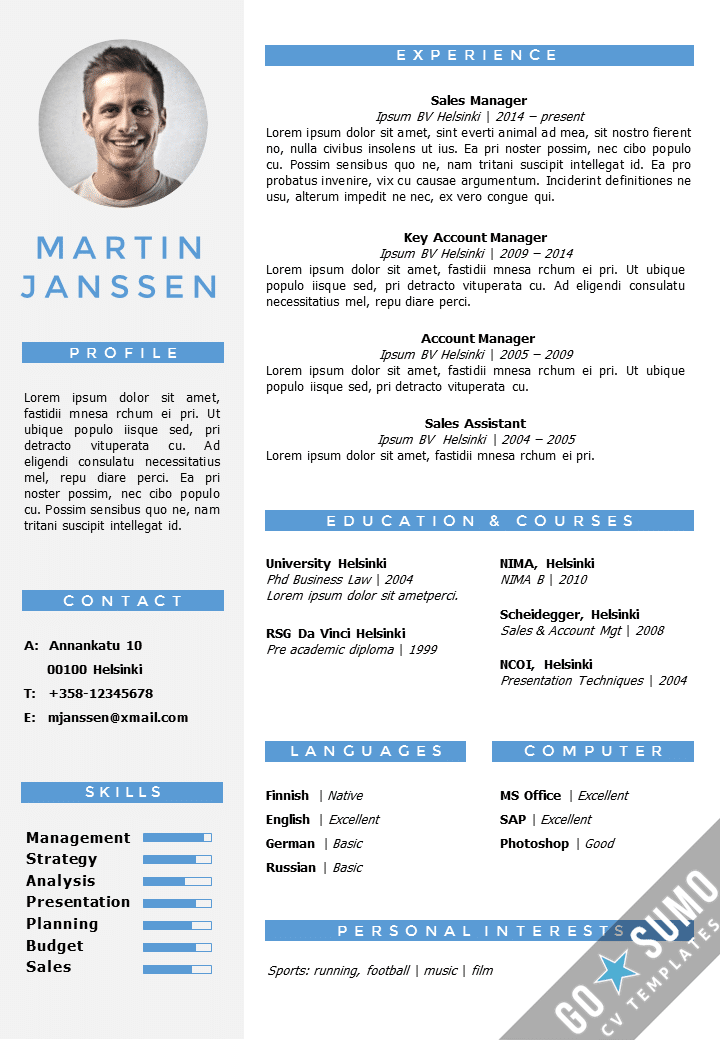 MARTIN
JANSSEN
PROFILE
Lorem ipsum dolor sit amet,
fastidii mnesa rchum ei pri. Ut
ubique populo iisque sed, pri
detracto vituperata cu. Ad
eligendi consulatu necessitatius
mel, repu diare perci. Ea pri
noster possim, nec cibo populo
cu. Possim sensibus quo ne, nam
tritani suscipit intellegat id.
CONTACT
A: Annankatu 10
00100 Helsinki
T: +358-12345678
E: mjanssen@xmail.com
SKILLS
Management
Strategy
Analysis
Presentation
Planning
Budget
Sales
EXPERIENCE
Sales Manager
Ipsum BV Helsinki | 2014 – present
Lorem ipsum dolor sit amet, sint everti animal ad mea, sit nostro fierent
no, nulla civibus insolens ut ius. Ea pri noster possim, nec cibo populo
cu. Possim sensibus quo ne, nam tritani suscipit intellegat id. Ea pro
probatus invenire, vix cu causae argumentum. Inciderint definitiones ne
usu, alterum impedit ne nec, ex vero congue qui.
Key Account Manager
Ipsum BV Helsinki | 2009 – 2014
Lorem ipsum dolor sit amet, fastidii mnesa rchum ei pri. Ut ubique
populo iisque sed, pri detracto vituperata cu. Ad eligendi consulatu
necessitatius mel, repu diare perci.
Account Manager
Ipsum BV Helsinki | 2005 – 2009
Lorem ipsum dolor sit amet, fastidii mnesa rchum ei pri. Ut ubique
populo iisque sed, pri detracto vituperata cu.
Sales Assistant
Ipsum BV Helsinki | 2004 – 2005
Lorem ipsum dolor sit amet, fastidii mnesa rchum ei pri.
EDUCATION & COURSES
University Helsinki
Phd Business Law | 2004
Lorem ipsum dolor sit ametperci.
RSG Da Vinci Helsinki
Pre academic diploma | 1999
NIMA, Helsinki
NIMA B | 2010
Scheidegger, Helsinki
Sales & Account Mgt | 2008
NCOI, Helsinki
Presentation Techniques | 2004
LANGUAGES
Finnish | Native
English | Excellent
German | Basic
Russian | Basic
COMPUTER
MS Office | Excellent
SAP | Excellent
Photoshop | Good
PERSONAL INTERESTS
Sports: running, football | music | film
GO SUMO
CV TEMPLATES